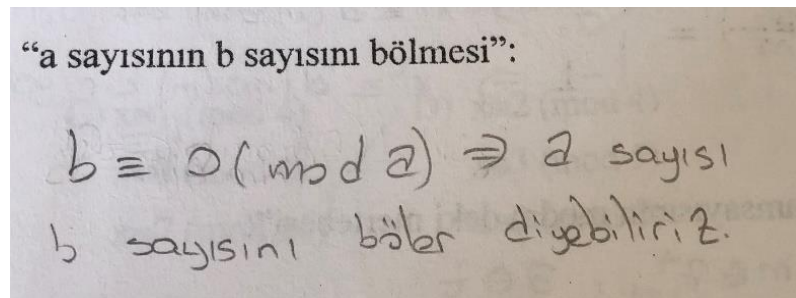 “a sayısının b sayısını bölmesi”:
b ≡ 0 (mod a) ⇒ a sayısı
b sayısını böler diyebiliriz.